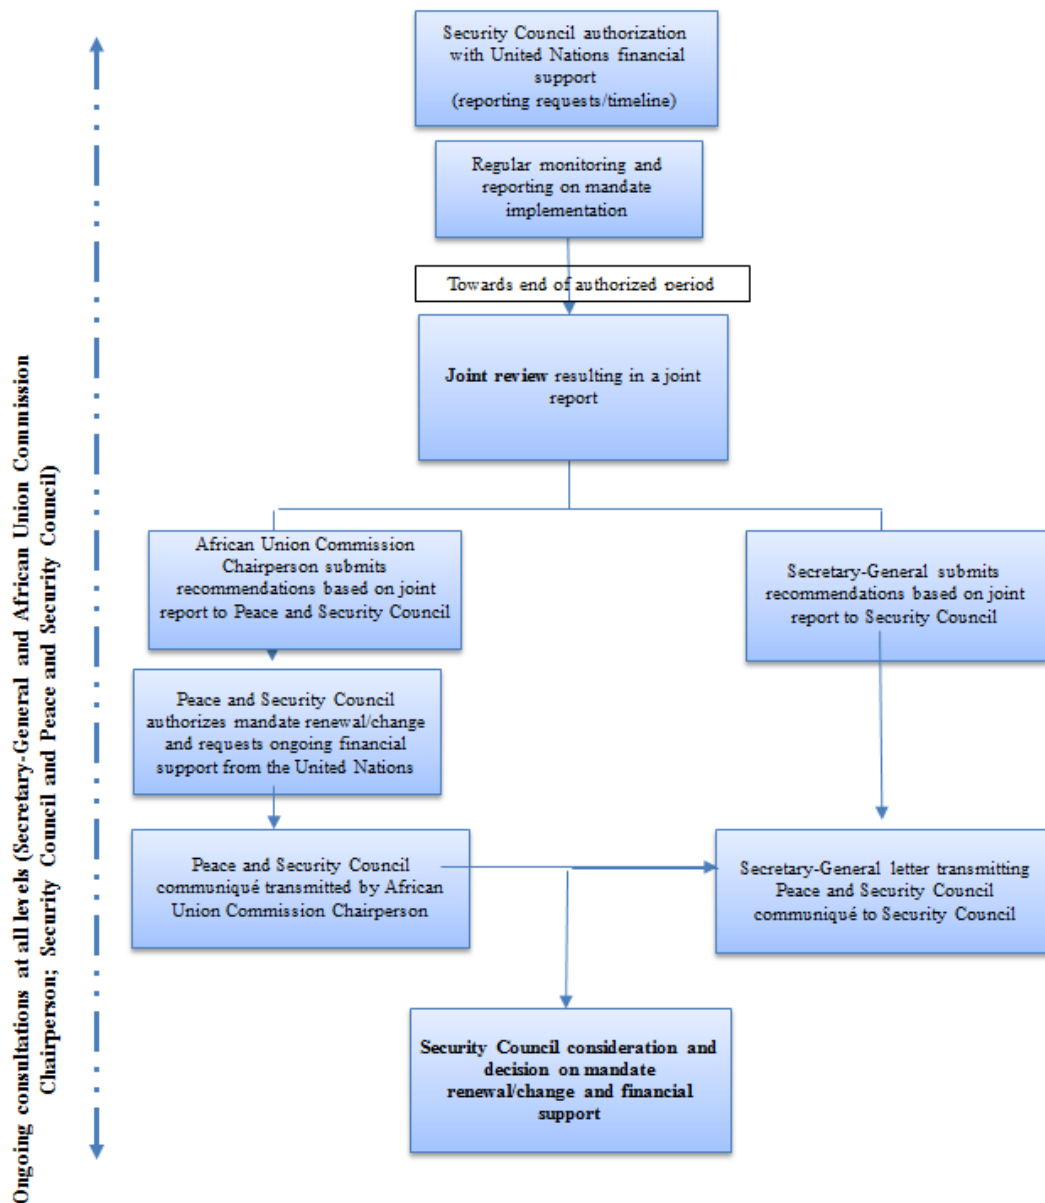 Security Council authorization
with United Nations financial
support
(reporting requests/timeline)
Regular monitoring and
reporting on mandate
implementation
Towards end of authorized period
Joint review resulting in a joint
report
African Union Commission
Chairperson submits
recommendations based on joint
report to Peace and Security Council
Secretary-General submits
recommendations based on joint
report to Security Council
Peace and Security Council
authorizes mandate renewal/change
and requests ongoing financial
support from the United Nations
Peace and Security Council
communiqué transmitted by African
Union Commission Chairperson
Secretary-General letter transmitting
Peace and Security Council
communiqué to Security Council
Security Council consideration and
decision on mandate
renewal/change and financial
support
Ongoing consultations at all levels (Secretary-General and African Union Commission
Chairperson; Security Council and Peace and Security Council)